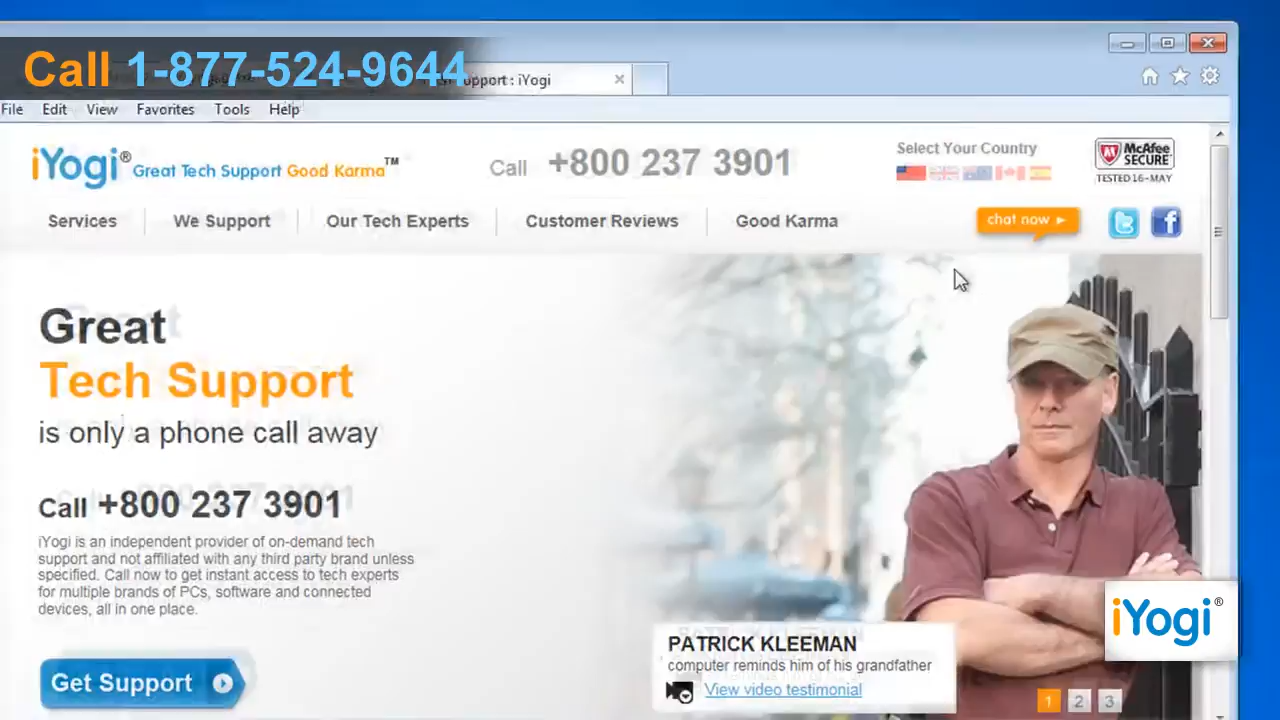 Call 1-877-524-9644
Support : iYogi
File Edit View Favorites Tools Help
iYogi® Great Tech Support Good Karma™
Call +800 237 3901
Select Your Country
McAfee SECURE
TESTED 16-MAY
Services We Support Our Tech Experts Customer Reviews Good Karma
chat now
Great
Tech Support
is only a phone call away
Call +800 237 3901
iYogi is an independent provider of on-demand tech
support and not affiliated with any third party brand unless
specified. Call now to get instant access to tech experts
for multiple brands of PCs, software and connected
devices, all in one place.
Get Support
PATRICK KLEEMAN
computer reminds him of his grandfather
View video testimonial
1 2 3
iYogi®